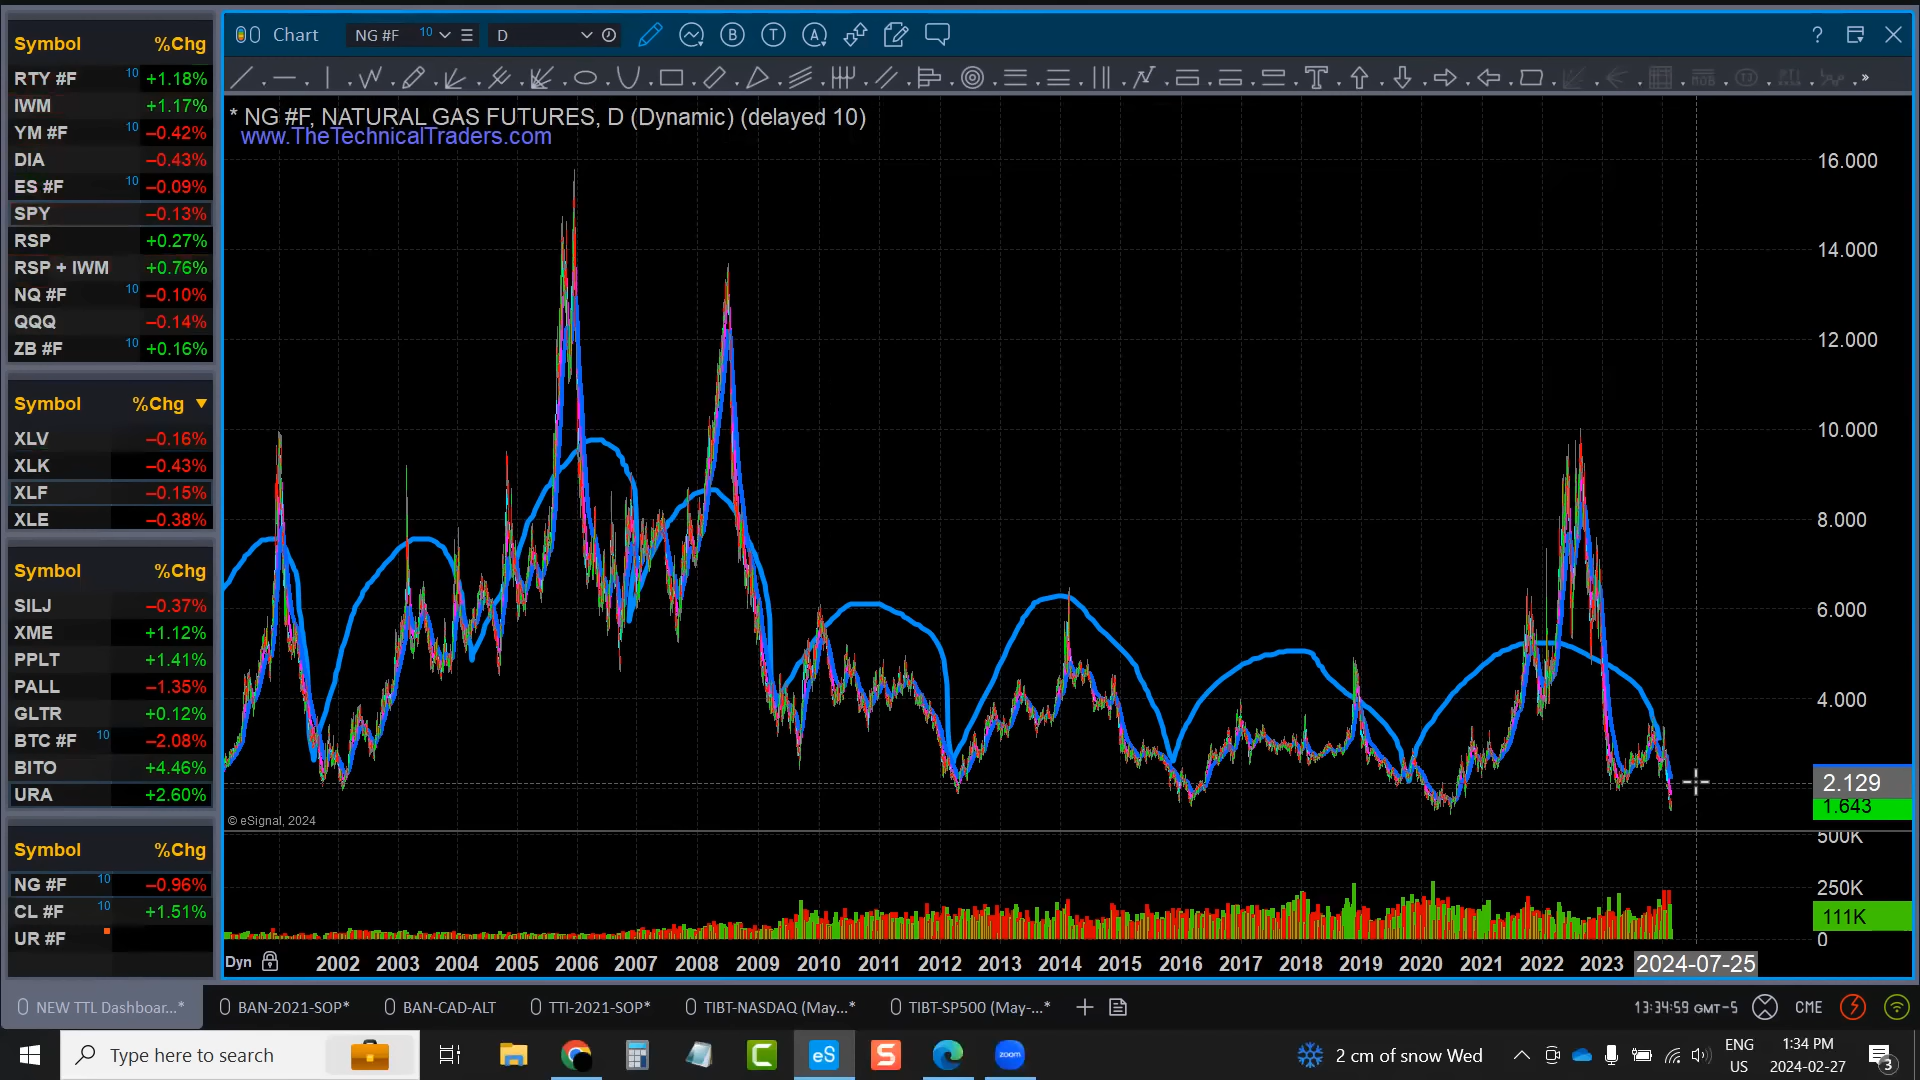 Symbol %Chg
RTY #F 10 +1.18%
IWM +1.17%
YM #F 10 –0.42%
DIA –0.43%
ES #F 10 –0.09%
SPY –0.13%
RSP +0.27%
RSP + IWM +0.76%
NQ #F 10 –0.10%
QQQ –0.14%
ZB #F 10 +0.16%
Symbol %Chg ▼
XLV –0.16%
XLK –0.43%
XLF –0.15%
XLE –0.38%
Symbol %Chg
SILJ –0.37%
XME +1.12%
PPLT +1.41%
PALL –1.35%
GLTR +0.12%
BTC #F 10 –2.08%
BITO +4.46%
URA +2.60%
Symbol %Chg
NG #F 10 –0.96%
CL #F 10 +1.51%
UR #F
Chart NG #F 10 D B T A ?
* NG #F, NATURAL GAS FUTURES, D (Dynamic) (delayed 10)
www.TheTechnicalTraders.com
16.000
14.000
12.000
10.000
8.000
6.000
4.000
2.129
1.643
© eSignal, 2024
500K
250K
111K
0
Dyn 2002 2003 2004 2005 2006 2007 2008 2009 2010 2011 2012 2013 2014 2015 2016 2017 2018 2019 2020 2021 2022 2023 2024-07-25
NEW TTL Dashboar...* BAN-2021-SOP* BAN-CAD-ALT TTI-2021-SOP* TIBT-NASDAQ (May...* TIBT-SP500 (May-...* 13:34:59 GMT-5 CME
Type here to search eS zoom 2 cm of snow Wed ENG US 1:34 PM 2024-02-27 3